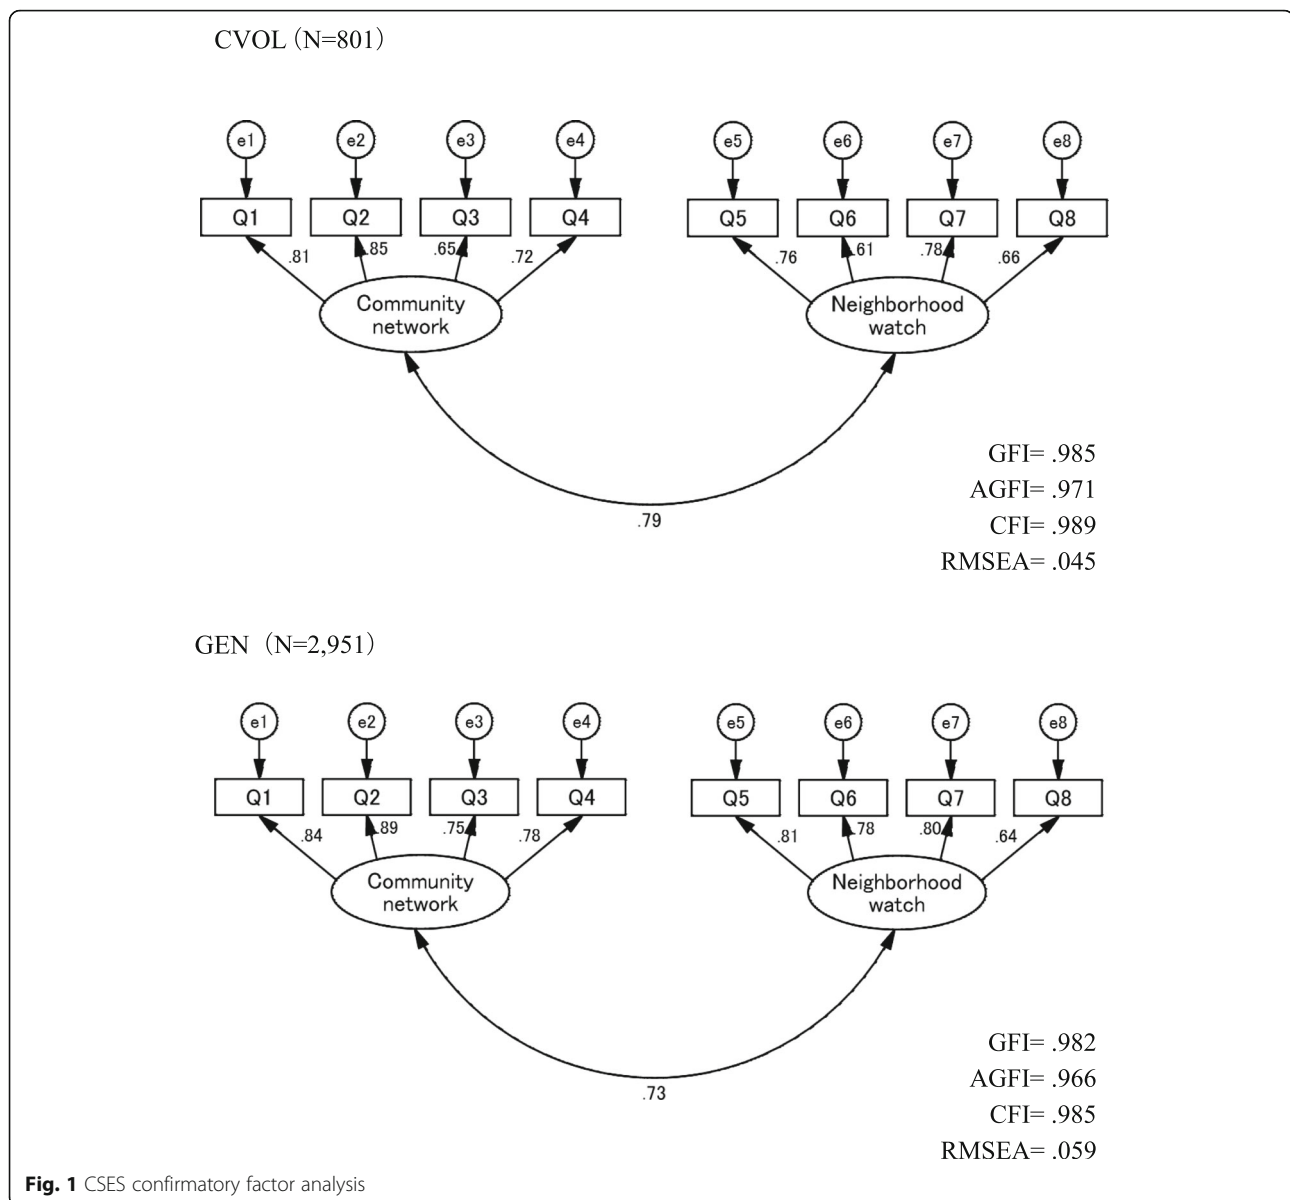 CVOL (N=801)
e1 e2 e3 e4 e5 e6 e7 e8
Q1 Q2 Q3 Q4 Q5 Q6 Q7 Q8
.81 .85 .65 .72 .76 .61 .78 .66
Community
network
Neighborhood
watch
.79
GFI= .985
AGFI= .971
CFI= .989
RMSEA= .045
GEN (N=2,951)
e1 e2 e3 e4 e5 e6 e7 e8
Q1 Q2 Q3 Q4 Q5 Q6 Q7 Q8
.84 .89 .75 .78 .81 .78 .80 .64
Community
network
Neighborhood
watch
.73
GFI= .982
AGFI= .966
CFI= .985
RMSEA= .059
Fig. 1 CSES confirmatory factor analysis